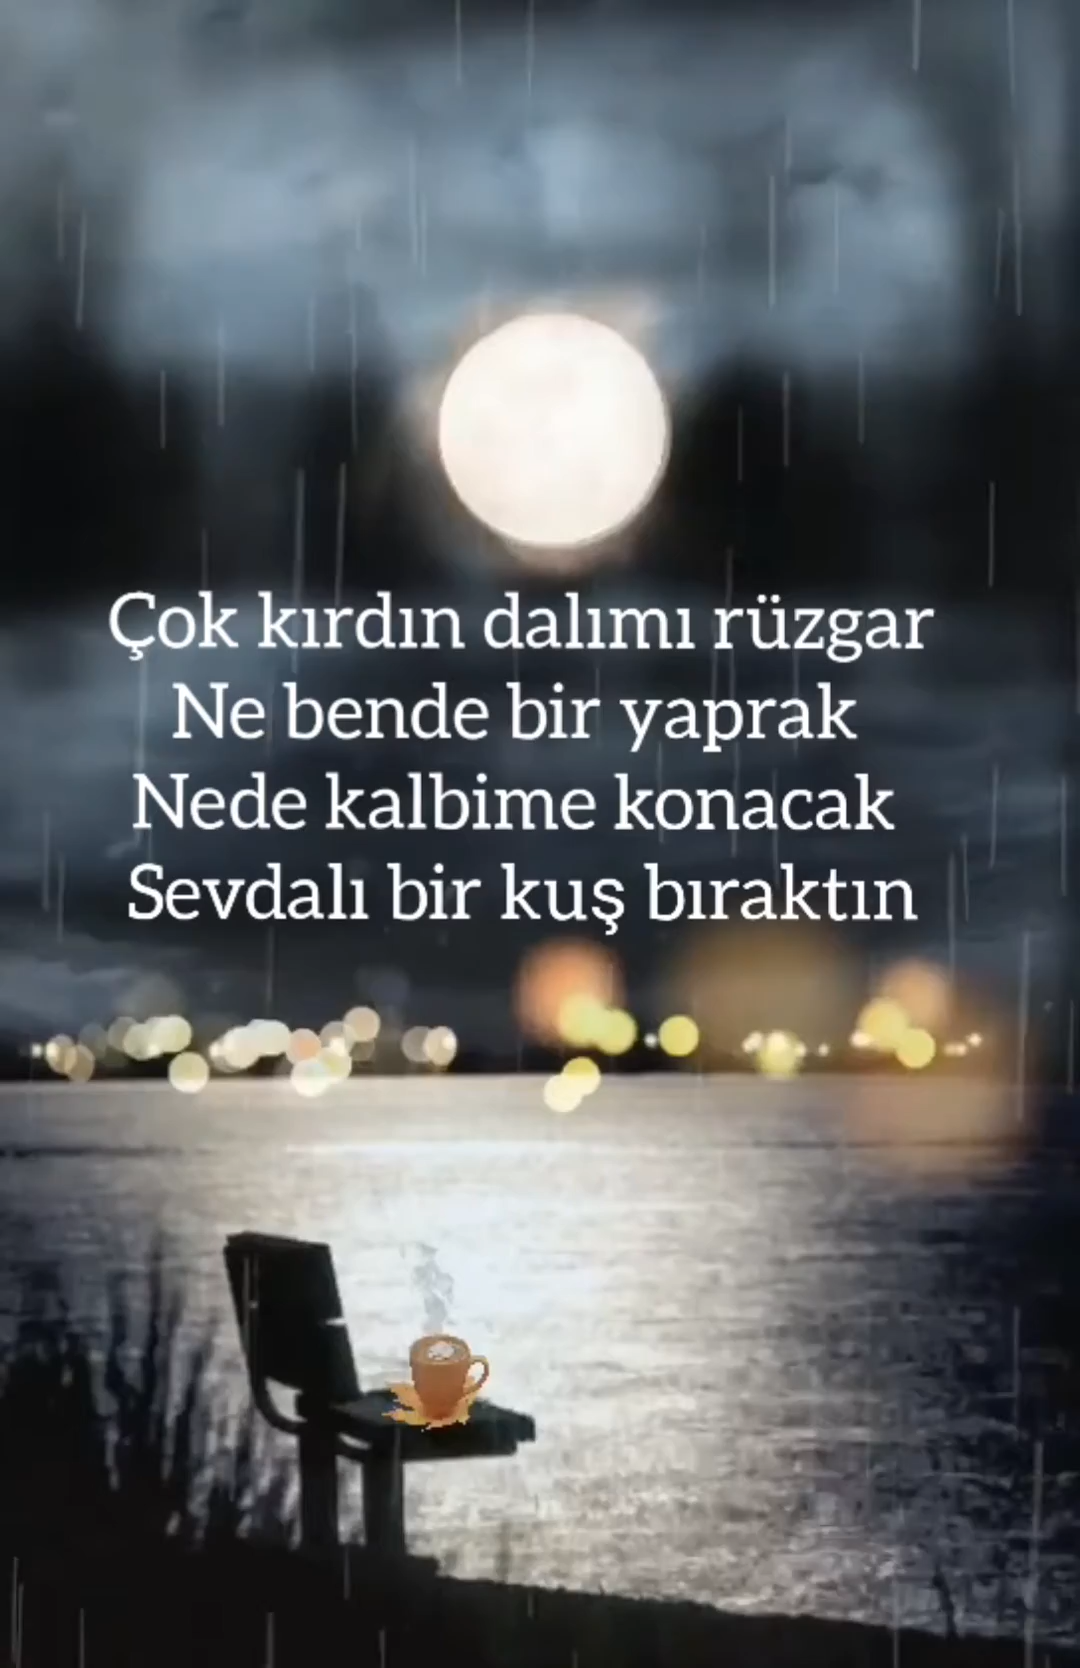 Çok kırdın dalımı rüzgar
Ne bende bir yaprak
Nede kalbime konacak
Sevdalı bir kuş bıraktın